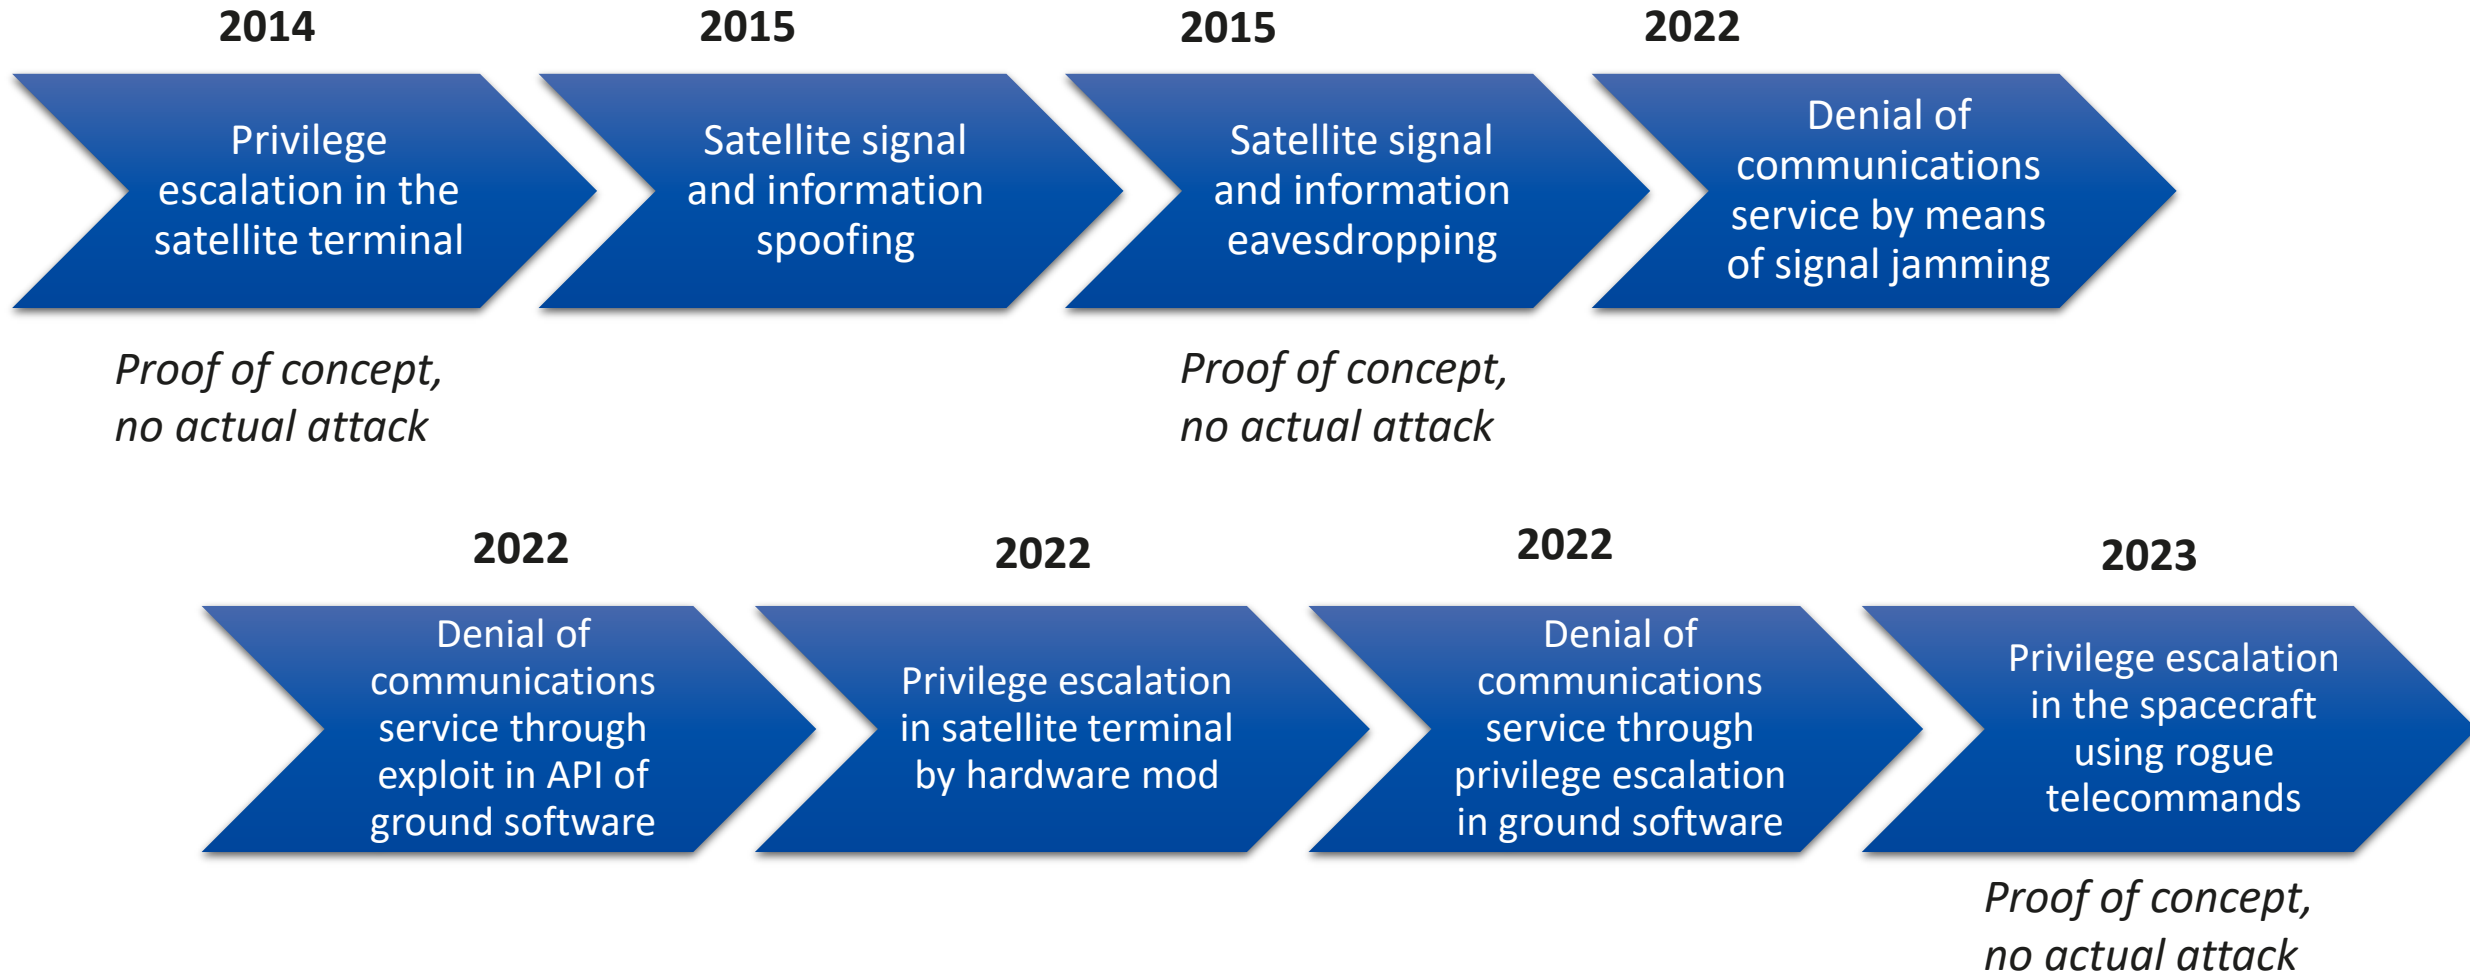 2014
Privilege
escalation in the
satellite terminal
Proof of concept,
no actual attack
2015
Satellite signal
and information
spoofing
2015
Satellite signal
and information
eavesdropping
Proof of concept,
no actual attack
2022
Denial of
communications
service by means
of signal jamming
2022
Denial of
communications
service through
exploit in API of
ground software
2022
Privilege escalation
in satellite terminal
by hardware mod
2022
Denial of
communications
service through
privilege escalation
in ground software
2023
Privilege escalation
in the spacecraft
using rogue
telecommands
Proof of concept,
no actual attack